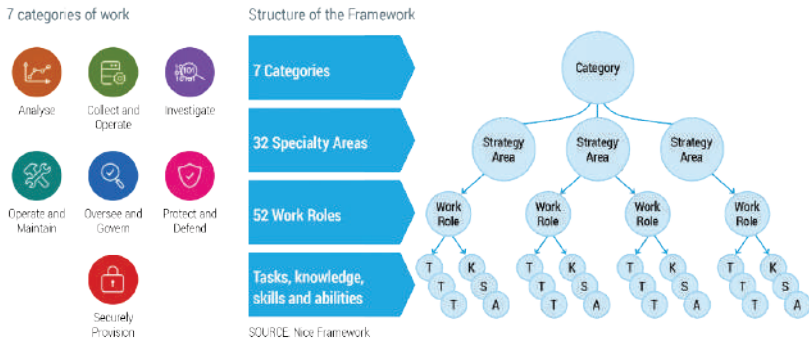 7 categories of work
Analyse
Collect and
Operate
Investigate
Operate and
Maintain
Oversee and
Govern
Protect and
Defend
Securely
Provision
Structure of the Framework
7 Categories
32 Specialty Areas
52 Work Roles
Tasks, knowledge,
skills and abilities
SOURCE: Nice Framework
Category
Strategy
Area
Strategy
Area
Strategy
Area
Work
Role
Work
Role
Work
Role
Work
Role
T K
T S
T A
T K
T S
T A
T K
T S
T A
T K
T S
T A